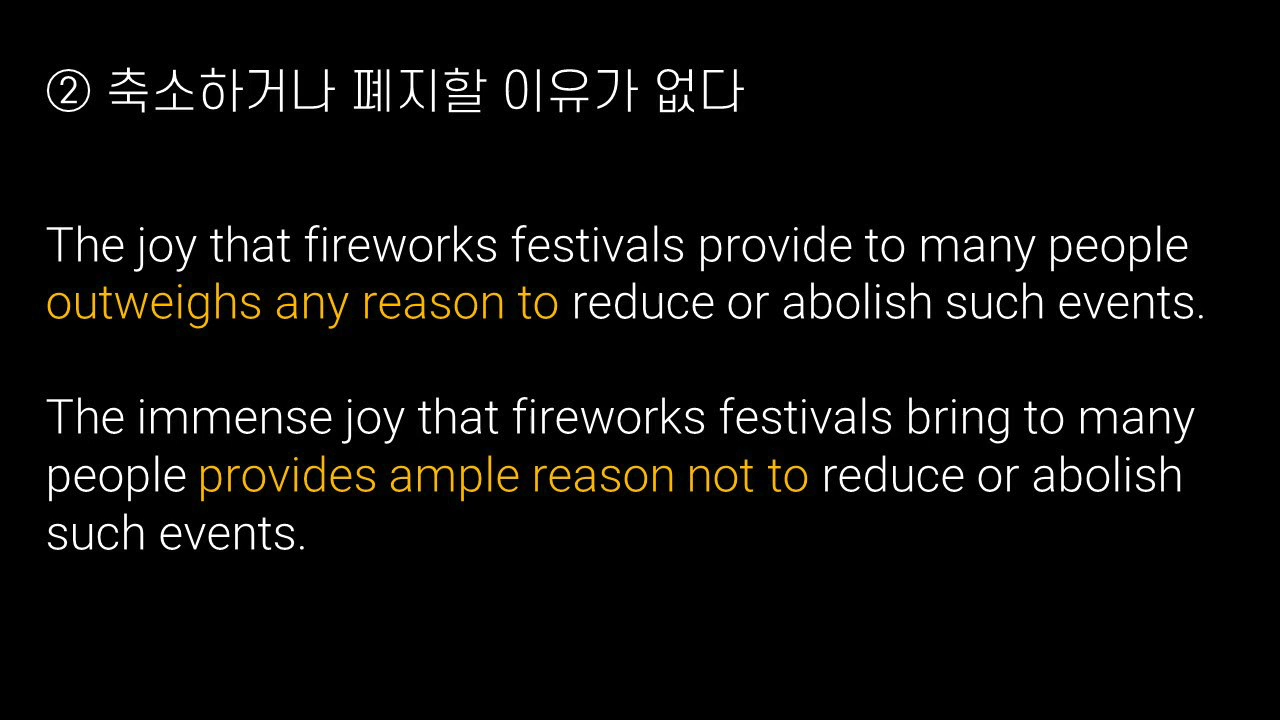 ② 축소하거나 폐지할 이유가 없다
The joy that fireworks festivals provide to many people
outweighs any reason to reduce or abolish such events.
The immense joy that fireworks festivals bring to many
people provides ample reason not to reduce or abolish
such events.